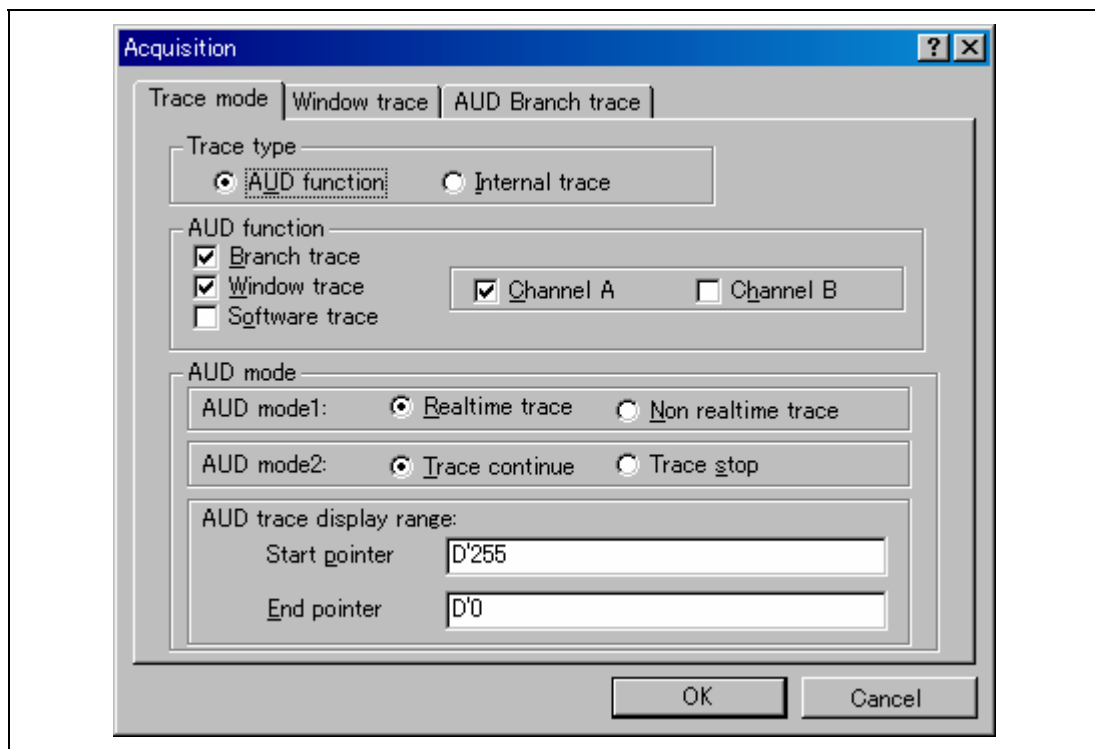 Acquisition
Trace mode Window trace AUD Branch trace
Trace type
AUD function Internal trace
AUD function
Branch trace
Window trace Channel A Channel B
Software trace
AUD mode
AUD mode1: Realtime trace Non realtime trace
AUD mode2: Trace continue Trace stop
AUD trace display range:
Start pointer D'255
End pointer D'0
OK Cancel